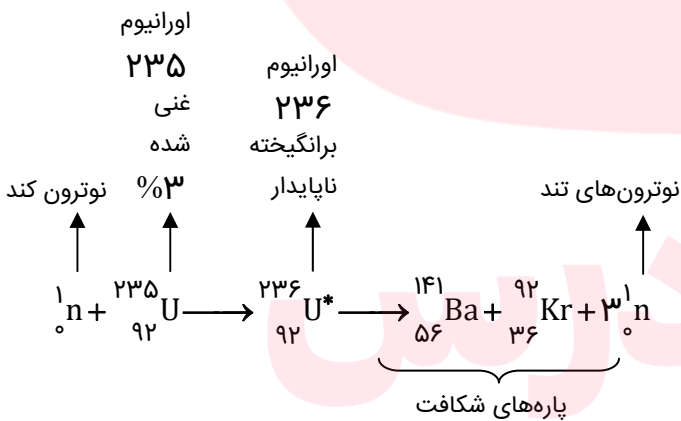 اورانیوم
۲۳۵
غنی
شده
%۳
اورانیوم
۲۳۶
برانگیخته
ناپایدار
نوترون کند
نوترون‌های تند
¹₀n + ²³⁵₉₂U ⟶ ²³⁶₉₂U* ⟶ ¹⁴¹₅₆Ba + ⁹²₃₆Kr + ۳¹₀n
پاره‌های شکافت
درس